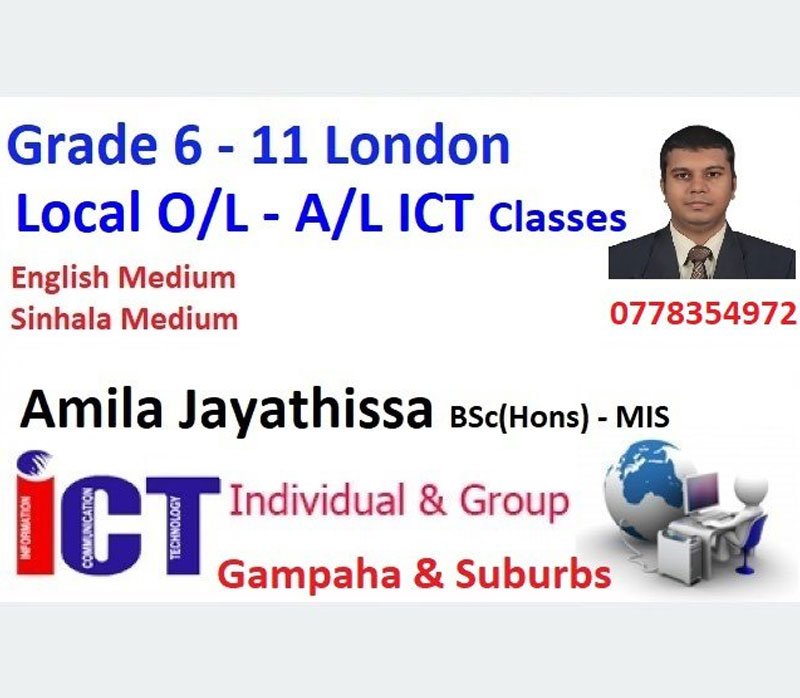 Grade 6 - 11 London
Local O/L - A/L ICT Classes
English Medium
Sinhala Medium
0778354972
Amila Jayathissa BSc(Hons) - MIS
iCT
INFORMATION
COMMUNICATION
TECHNOLOGY
Individual & Group
Gampaha & Suburbs